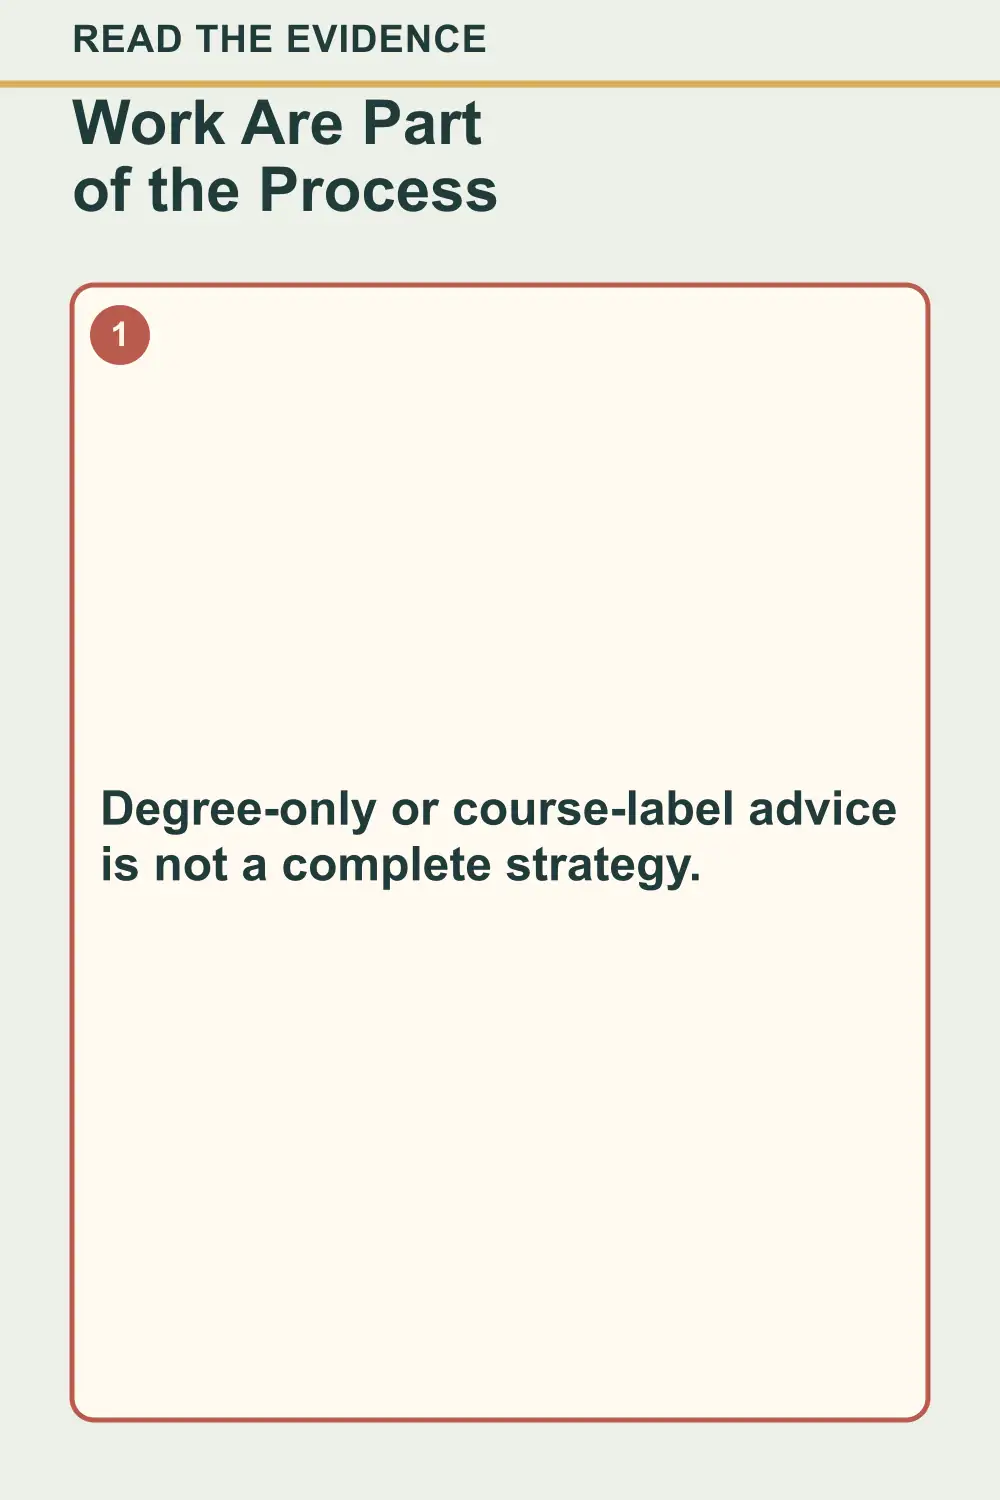 READ THE EVIDENCE
Work Are Part
of the Process
1
Degree-only or course-label advice
is not a complete strategy.